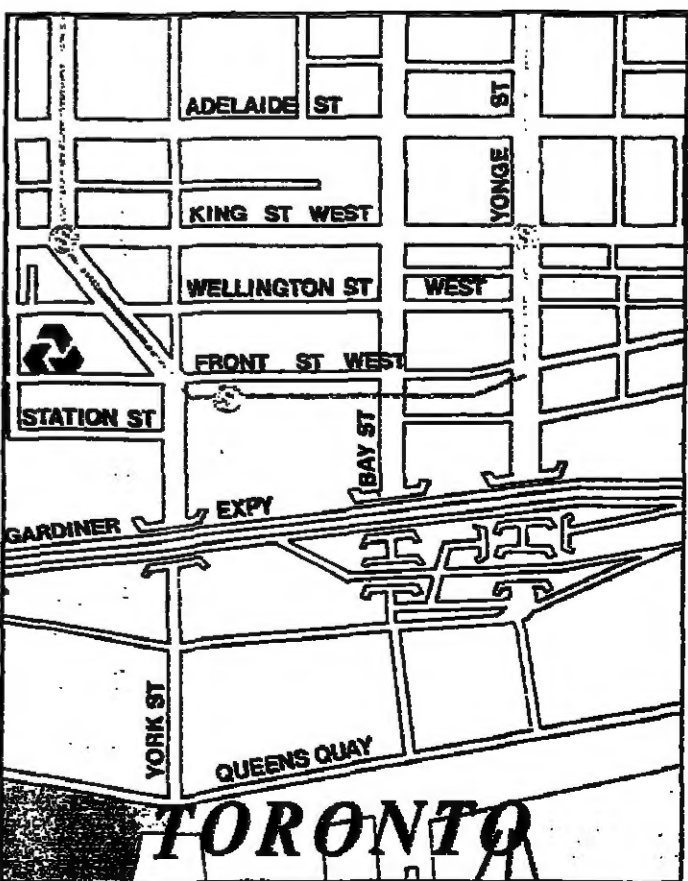 ADELAIDE ST
YONGE ST
KING ST WEST
WELLINGTON ST WEST
FRONT ST WEST
STATION ST
BAY ST
GARDINER EXPY
YORK ST
QUEENS QUAY
TORONTO